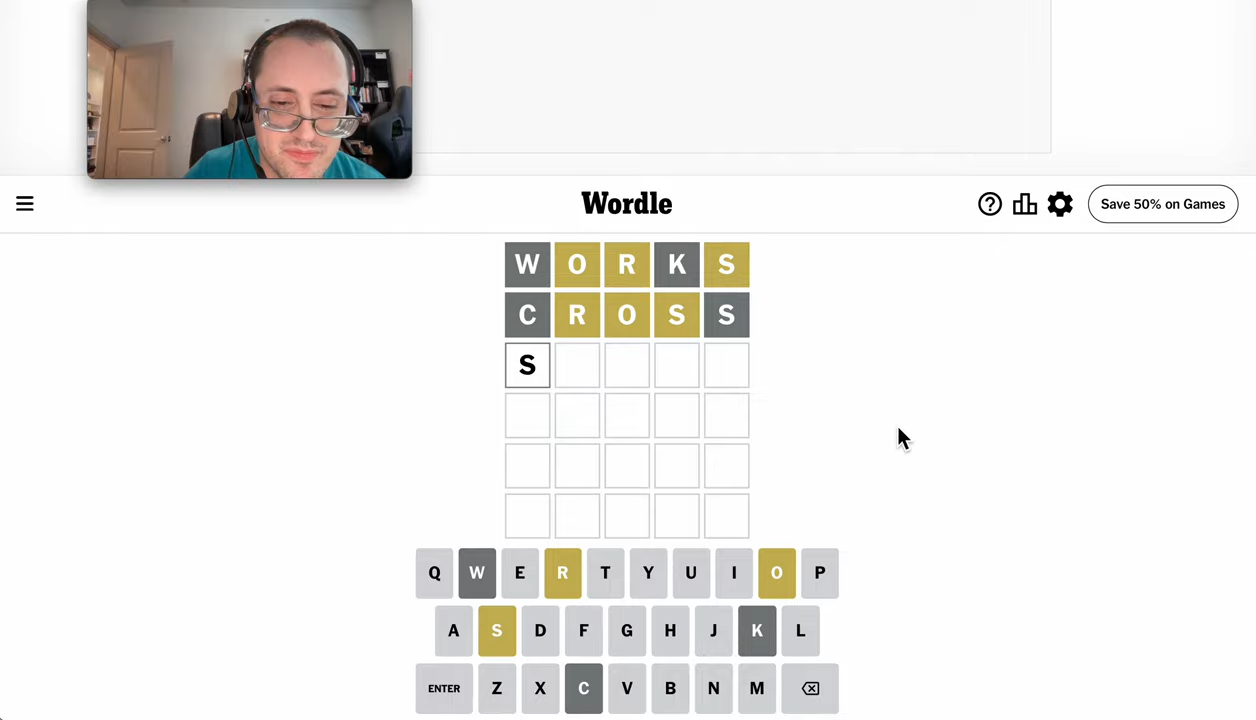 Wordle
Save 50% on Games
W O R K S
C R O S S
S
Q W E R T Y U I O P
A S D F G H J K L
ENTER Z X C V B N M